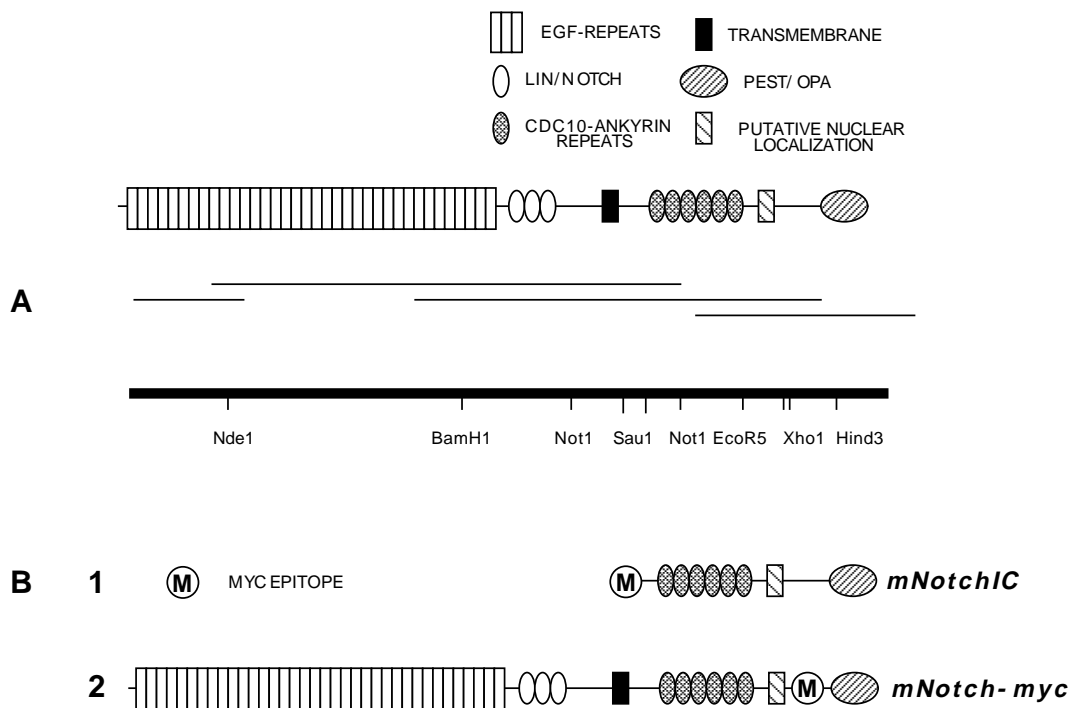 EGF-REPEATS
TRANSMEMBRANE
LIN/NOTCH
PEST/ OPA
CDC10-ANKYRIN
REPEATS
PUTATIVE NUCLEAR
LOCALIZATION
A
Nde1 BamH1 Not1 Sau1 Not1 EcoR5 Xho1 Hind3
B 1 M MYC EPITOPE M mNotchIC
2 M mNotch-myc